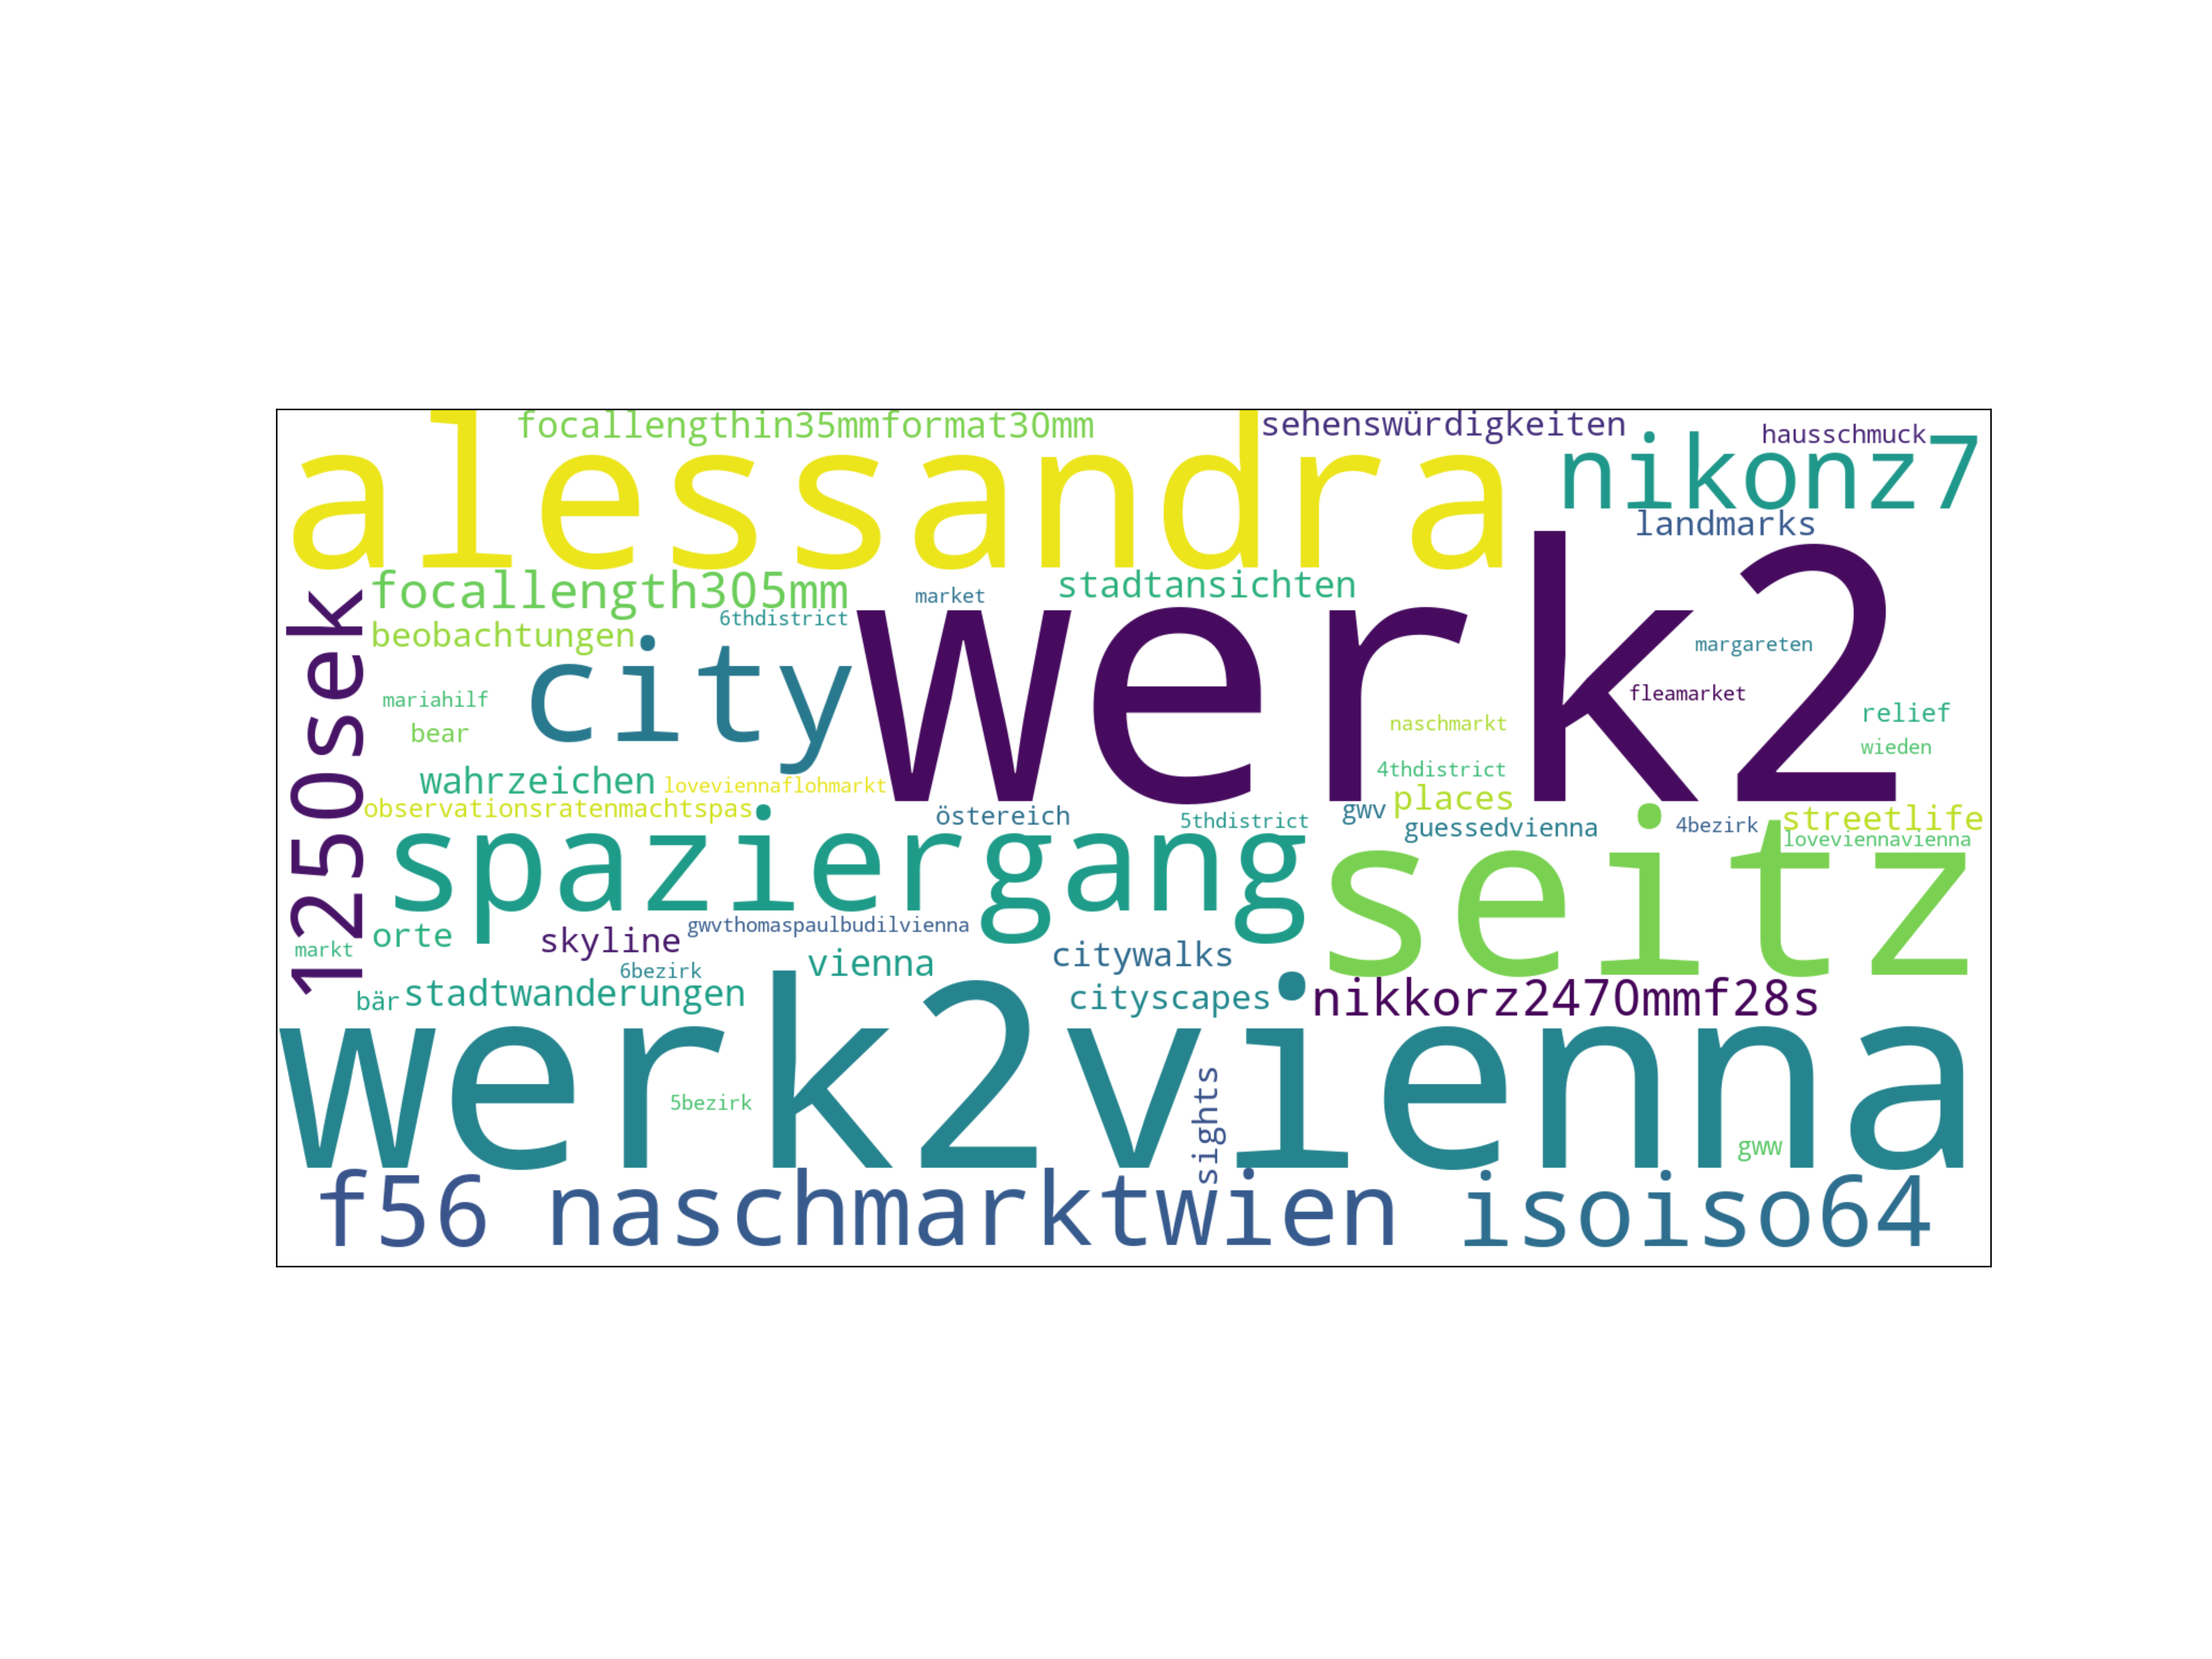 focallengthin35mmformat30mm
sehenswürdigkeiten
hausschmuck
alessandra
nikonz7
landmarks
focallength305mm
market
stadtansichten
6thdistrict
beobachtungen
city
werk2
margareten
fleamarket
mariahilf
bear
naschmarkt
relief
wieden
1250sek
wahrzeichen
loveviennaflohmarkt
4thdistrict
observationsratenmachtspas
östereich
5thdistrict
gwv
places
guessedvienna
4bezirk
streetlife
loveviennavienna
spaziergang
seitz
gwvthomaspaulbudilvienna
markt
orte
skyline
6bezirk
vienna
citywalks
bär
stadtwanderungen
cityscapes
nikkorz2470mmf28s
werk2vienna
5bezirk
sights
gww
f56
naschmarktwien
isoiso64